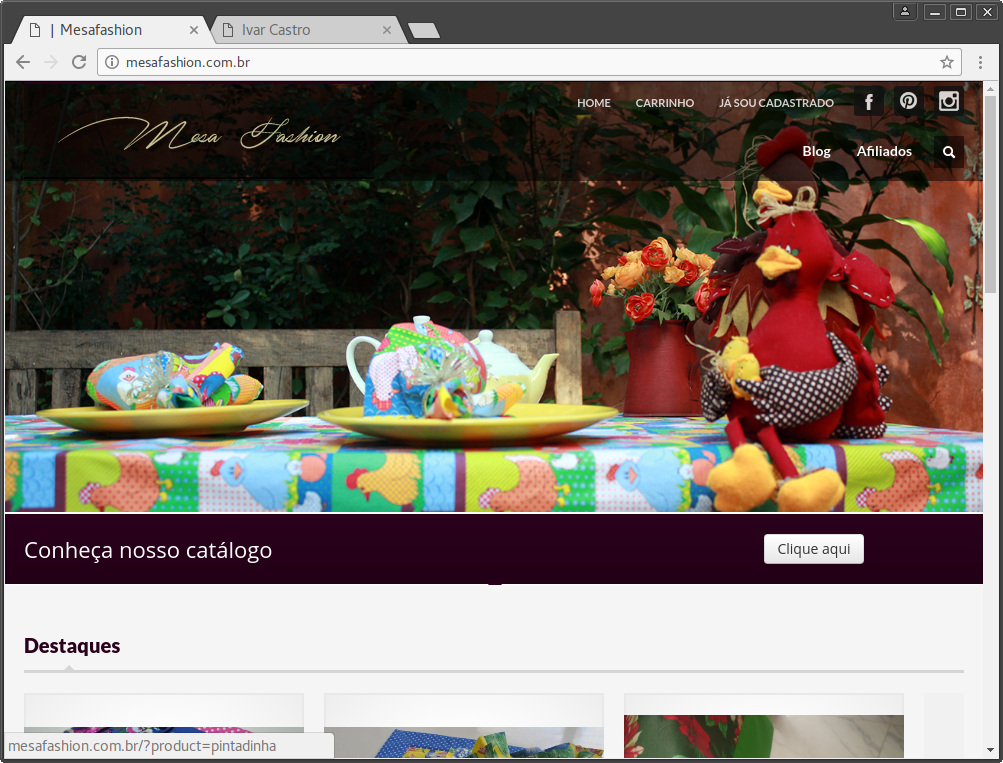 | Mesafashion
Ivar Castro
mesafashion.com.br
HOME CARRINHO JÁ SOU CADASTRADO
Mesa Fashion
Blog Afiliados
Conheça nosso catálogo
Clique aqui
Destaques
mesafashion.com.br/?product=pintadinha